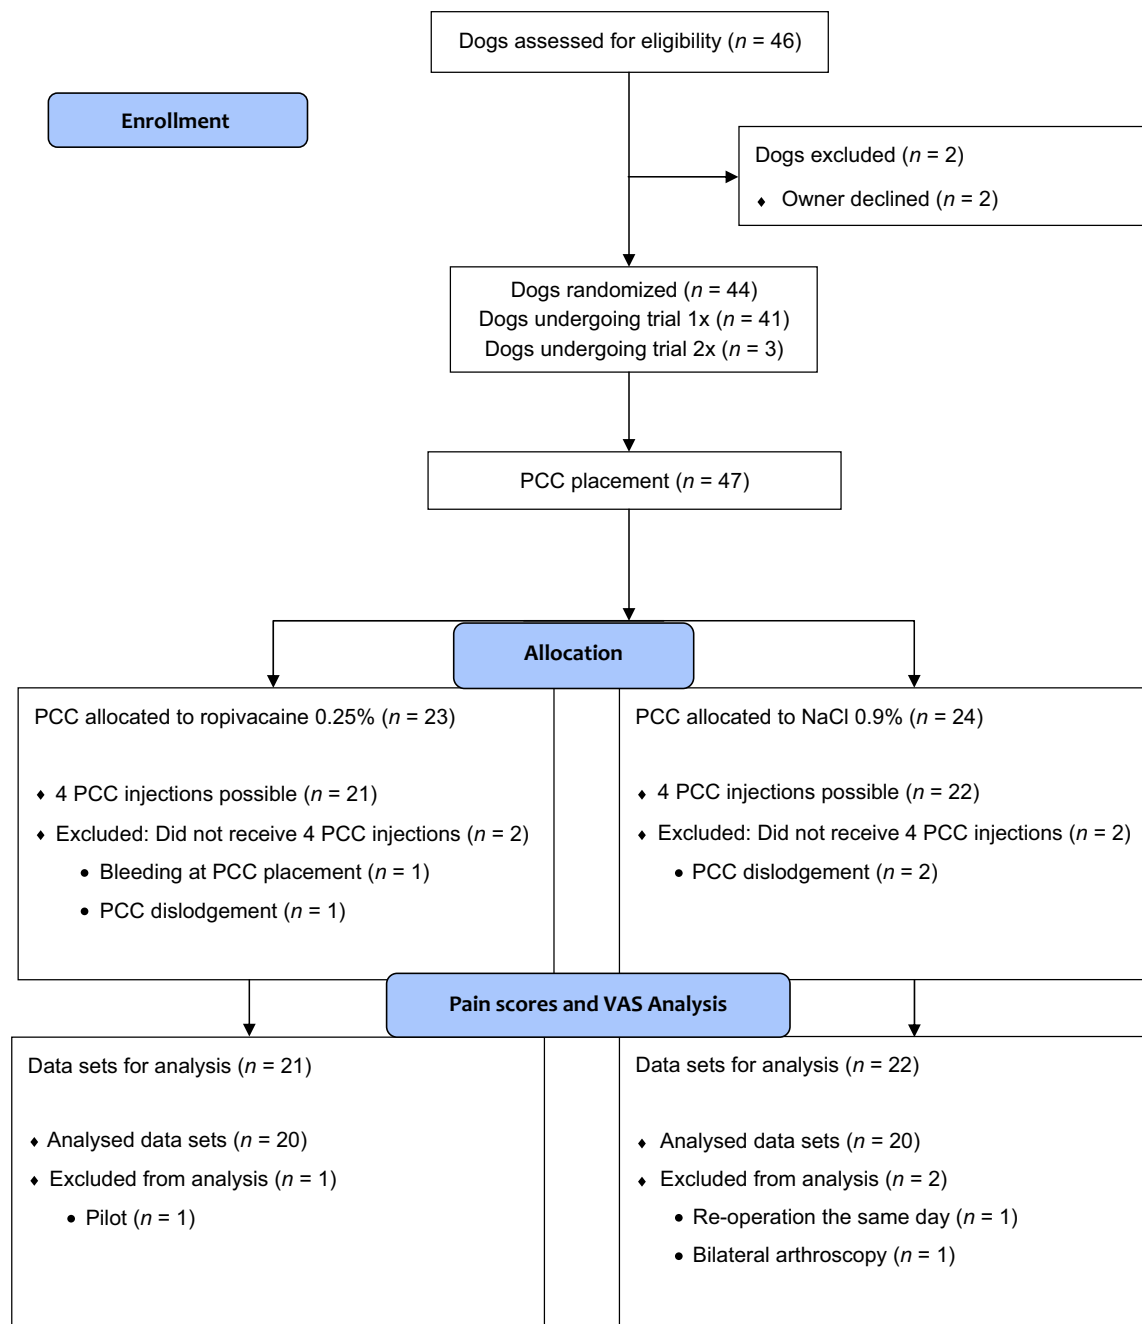 Dogs assessed for eligibility (n = 46)
Enrollment
Dogs excluded (n = 2)
♦ Owner declined (n = 2)
Dogs randomized (n = 44)
Dogs undergoing trial 1x (n = 41)
Dogs undergoing trial 2x (n = 3)
PCC placement (n = 47)
Allocation
PCC allocated to ropivacaine 0.25% (n = 23)
♦ 4 PCC injections possible (n = 21)
♦ Excluded: Did not receive 4 PCC injections (n = 2)
• Bleeding at PCC placement (n = 1)
• PCC dislodgement (n = 1)
PCC allocated to NaCl 0.9% (n = 24)
♦ 4 PCC injections possible (n = 22)
♦ Excluded: Did not receive 4 PCC injections (n = 2)
• PCC dislodgement (n = 2)
Pain scores and VAS Analysis
Data sets for analysis (n = 21)
♦ Analysed data sets (n = 20)
♦ Excluded from analysis (n = 1)
• Pilot (n = 1)
Data sets for analysis (n = 22)
♦ Analysed data sets (n = 20)
♦ Excluded from analysis (n = 2)
• Re-operation the same day (n = 1)
• Bilateral arthroscopy (n = 1)